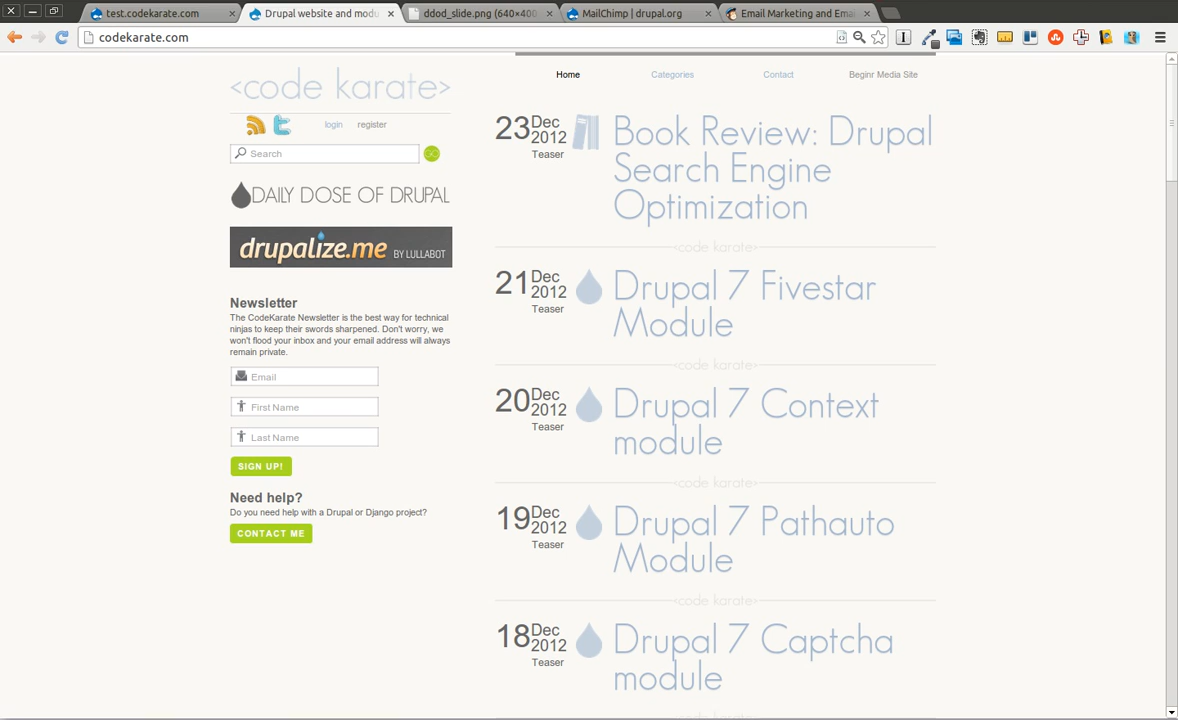 test.codekarate.com
Drupal website and modu
ddod_slide.png (640×400
MailChimp | drupal.org
Email Marketing and Ema
codekarate.com
<code karate>
login
register
Search
DAILY DOSE OF DRUPAL
drupalize.me BY LULLABOT
Newsletter
The CodeKarate Newsletter is the best way for technical
ninjas to keep their swords sharpened. Don't worry, we
won't flood your inbox and your email address will always
remain private.
Email
First Name
Last Name
SIGN UP!
Need help?
Do you need help with a Drupal or Django project?
CONTACT ME
Home
Categories
Contact
Beginr Media Site
23 Dec
2012
Teaser
Book Review: Drupal
Search Engine
Optimization
<code karate>
21 Dec
2012
Teaser
Drupal 7 Fivestar
Module
<code karate>
20 Dec
2012
Teaser
Drupal 7 Context
module
<code karate>
19 Dec
2012
Teaser
Drupal 7 Pathauto
Module
<code karate>
18 Dec
2012
Teaser
Drupal 7 Captcha
module